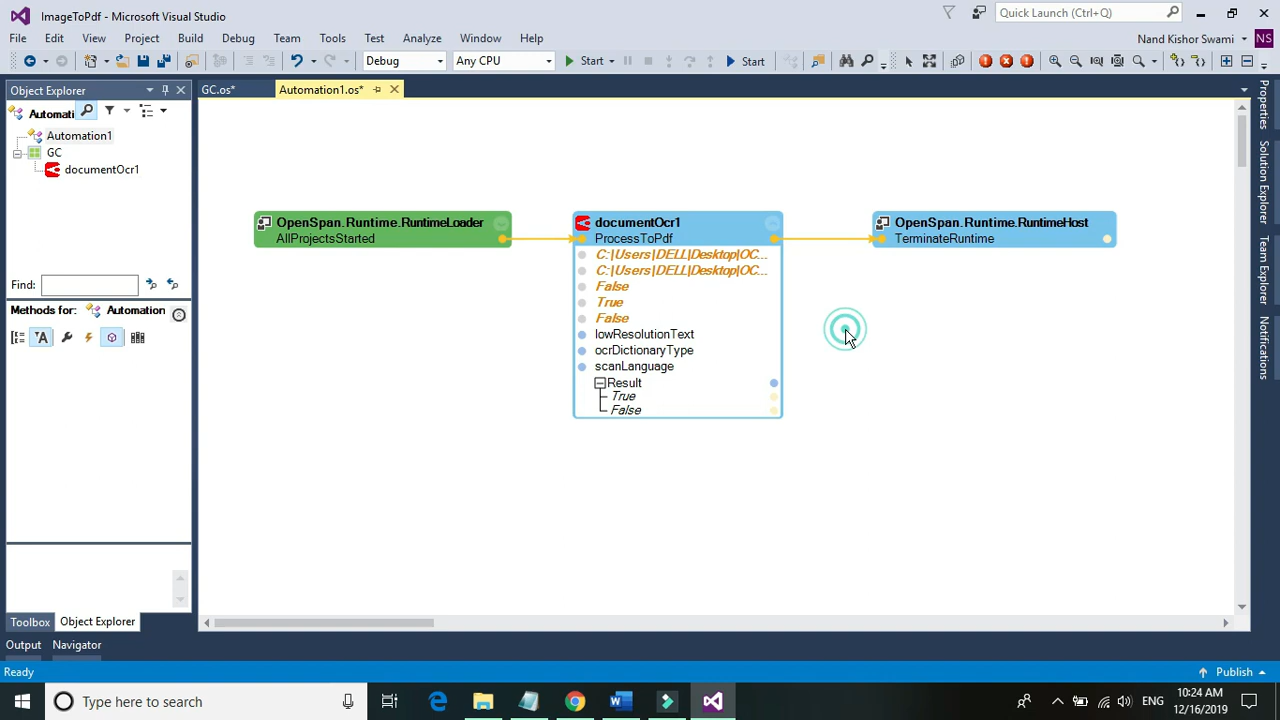 ImageToPdf - Microsoft Visual Studio
Quick Launch (Ctrl+Q)
File Edit View Project Build Debug Team Tools Test Analyze Window Help
Nand Kishor Swami NS
Debug Any CPU Start Start
Object Explorer
GC.os* Automation1.os*
Automati
Automation1
GC
documentOcr1
Find:
Methods for: Automation
OpenSpan.Runtime.RuntimeLoader
AllProjectsStarted
documentOcr1
ProcessToPdf
C:\Users\DELL\Desktop\OC...
C:\Users\DELL\Desktop\OC...
False
True
False
lowResolutionText
ocrDictionaryType
scanLanguage
Result
True
False
OpenSpan.Runtime.RuntimeHost
TerminateRuntime
Properties
Solution Explorer
Team Explorer
Notifications
Toolbox Object Explorer
Output Navigator
Ready
Publish
Type here to search
ENG
10:24 AM
12/16/2019